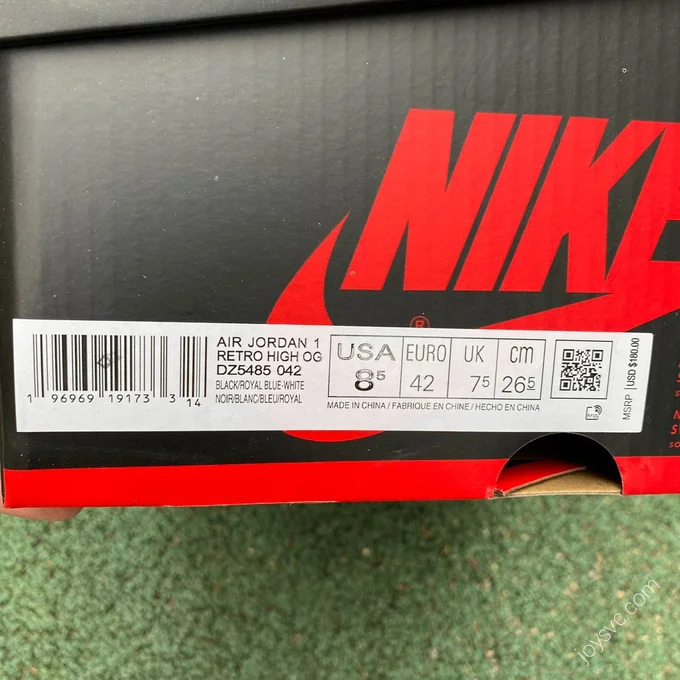 NIKE
®
1 96969 19173 3 14
AIR JORDAN 1
RETRO HIGH OG
DZ5485 042
BLACK/ROYAL BLUE-WHITE
NOIR/BLANC/BLEU/ROYAL
USA
8⁵
EURO
42
UK
7⁵
cm
26⁵
MADE IN CHINA / FABRIQUE EN CHINE / HECHO EN CHINA
RFID
MSRP |USD $180.00
joysvc.com